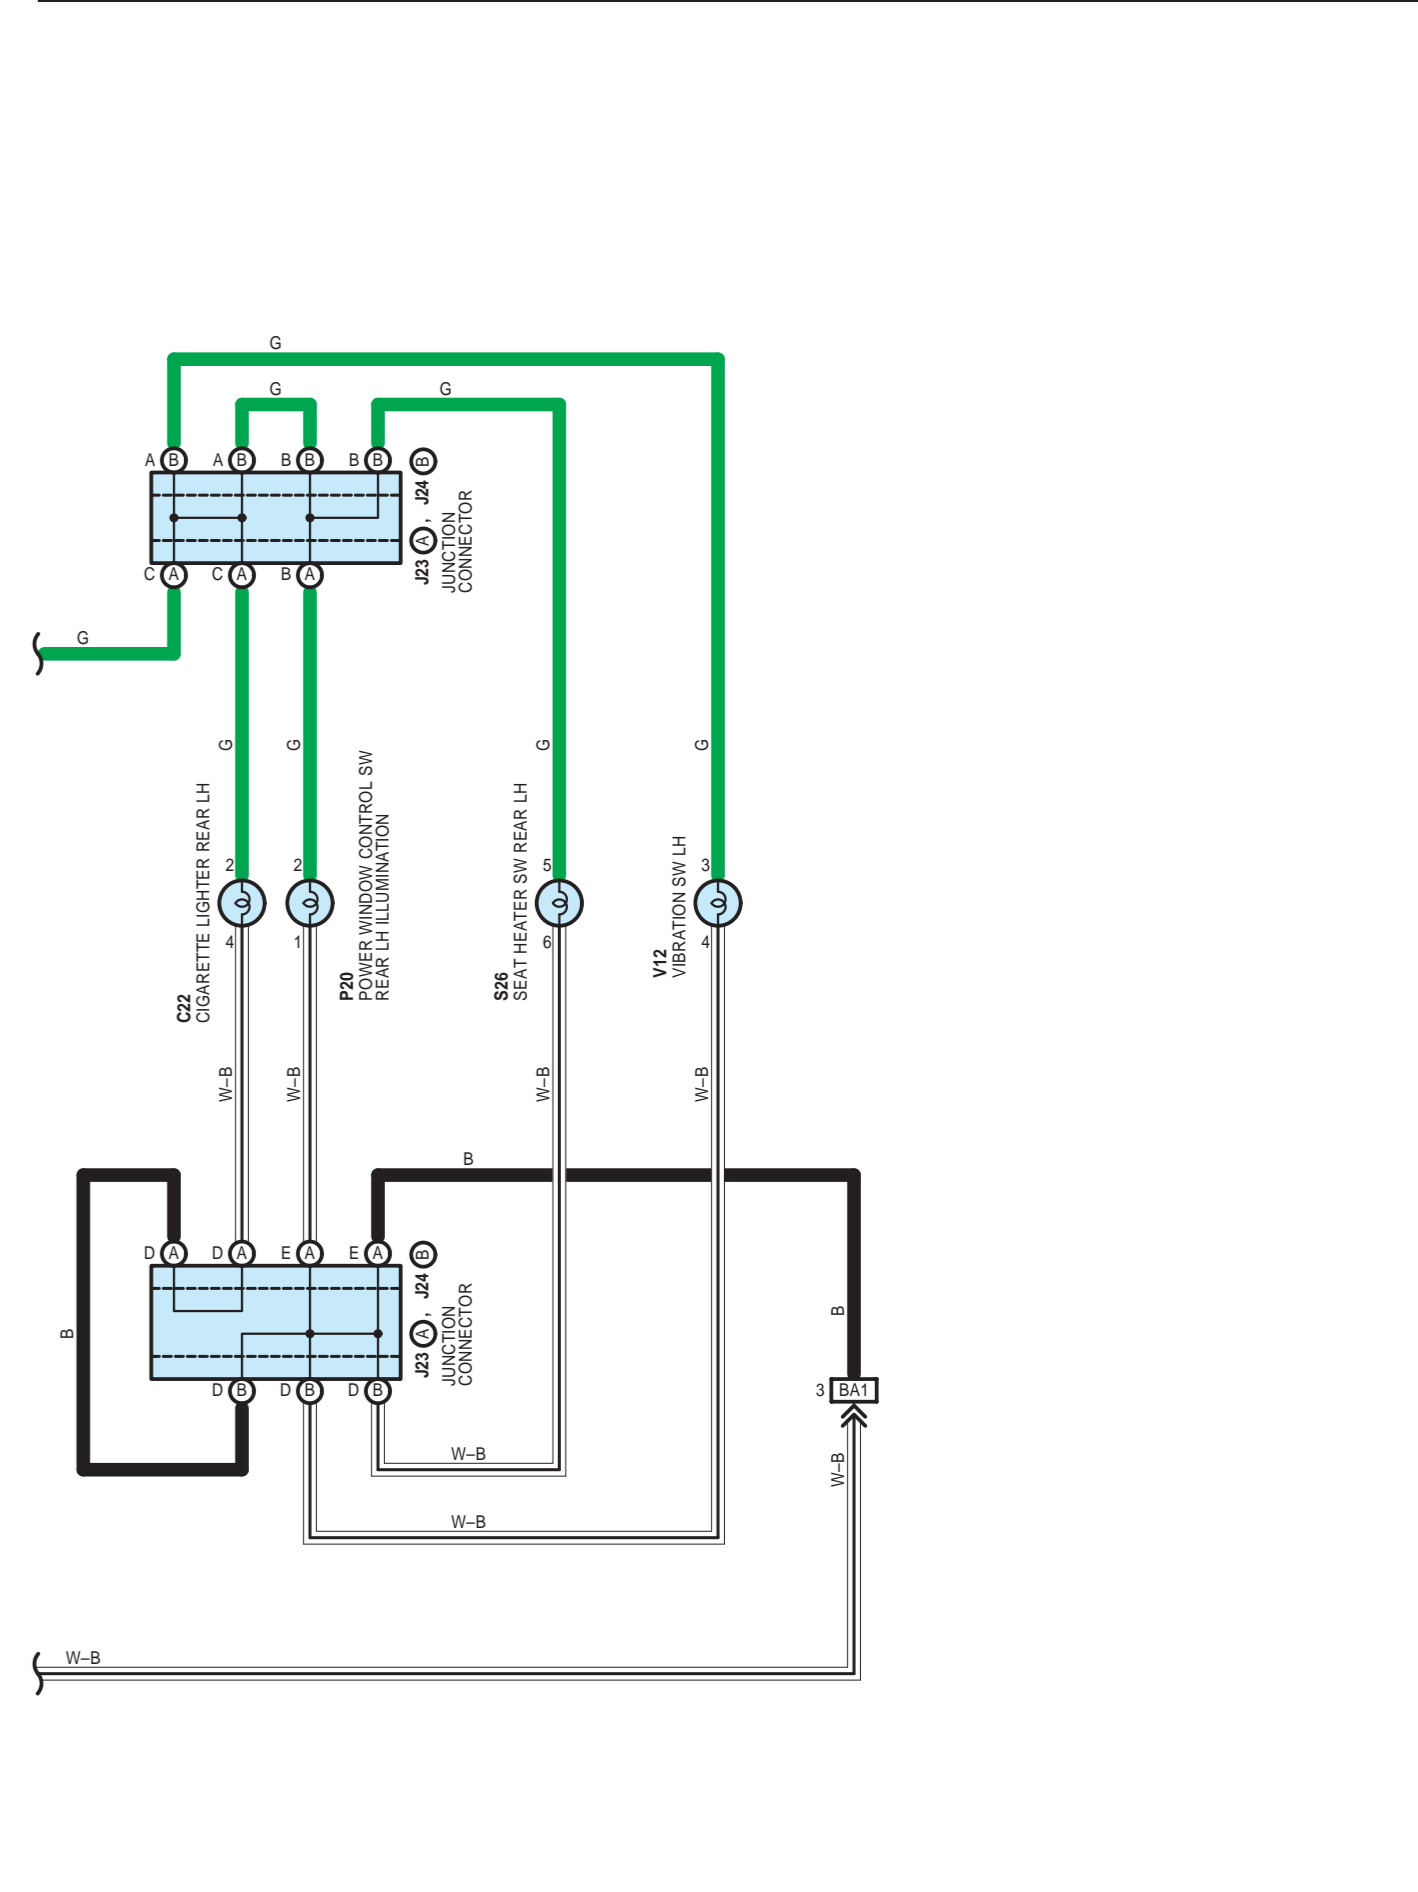 G
G
G
A B
A B
B B
B B
J23 A , J24 B
JUNCTION
CONNECTOR
C A
C A
B A
G
G
G
G
G
2
2
5
3
C22
CIGARETTE LIGHTER REAR LH
P20
POWER WINDOW CONTROL SW
REAR LH ILLUMINATION
S26
SEAT HEATER SW REAR LH
V12
VIBRATION SW LH
4
1
6
4
W–B
W–B
W–B
W–B
B
D A
D A
E A
E A
J23 A , J24 B
JUNCTION
CONNECTOR
B
B
D B
D B
D B
3 BA1
W–B
W–B
W–B
W–B